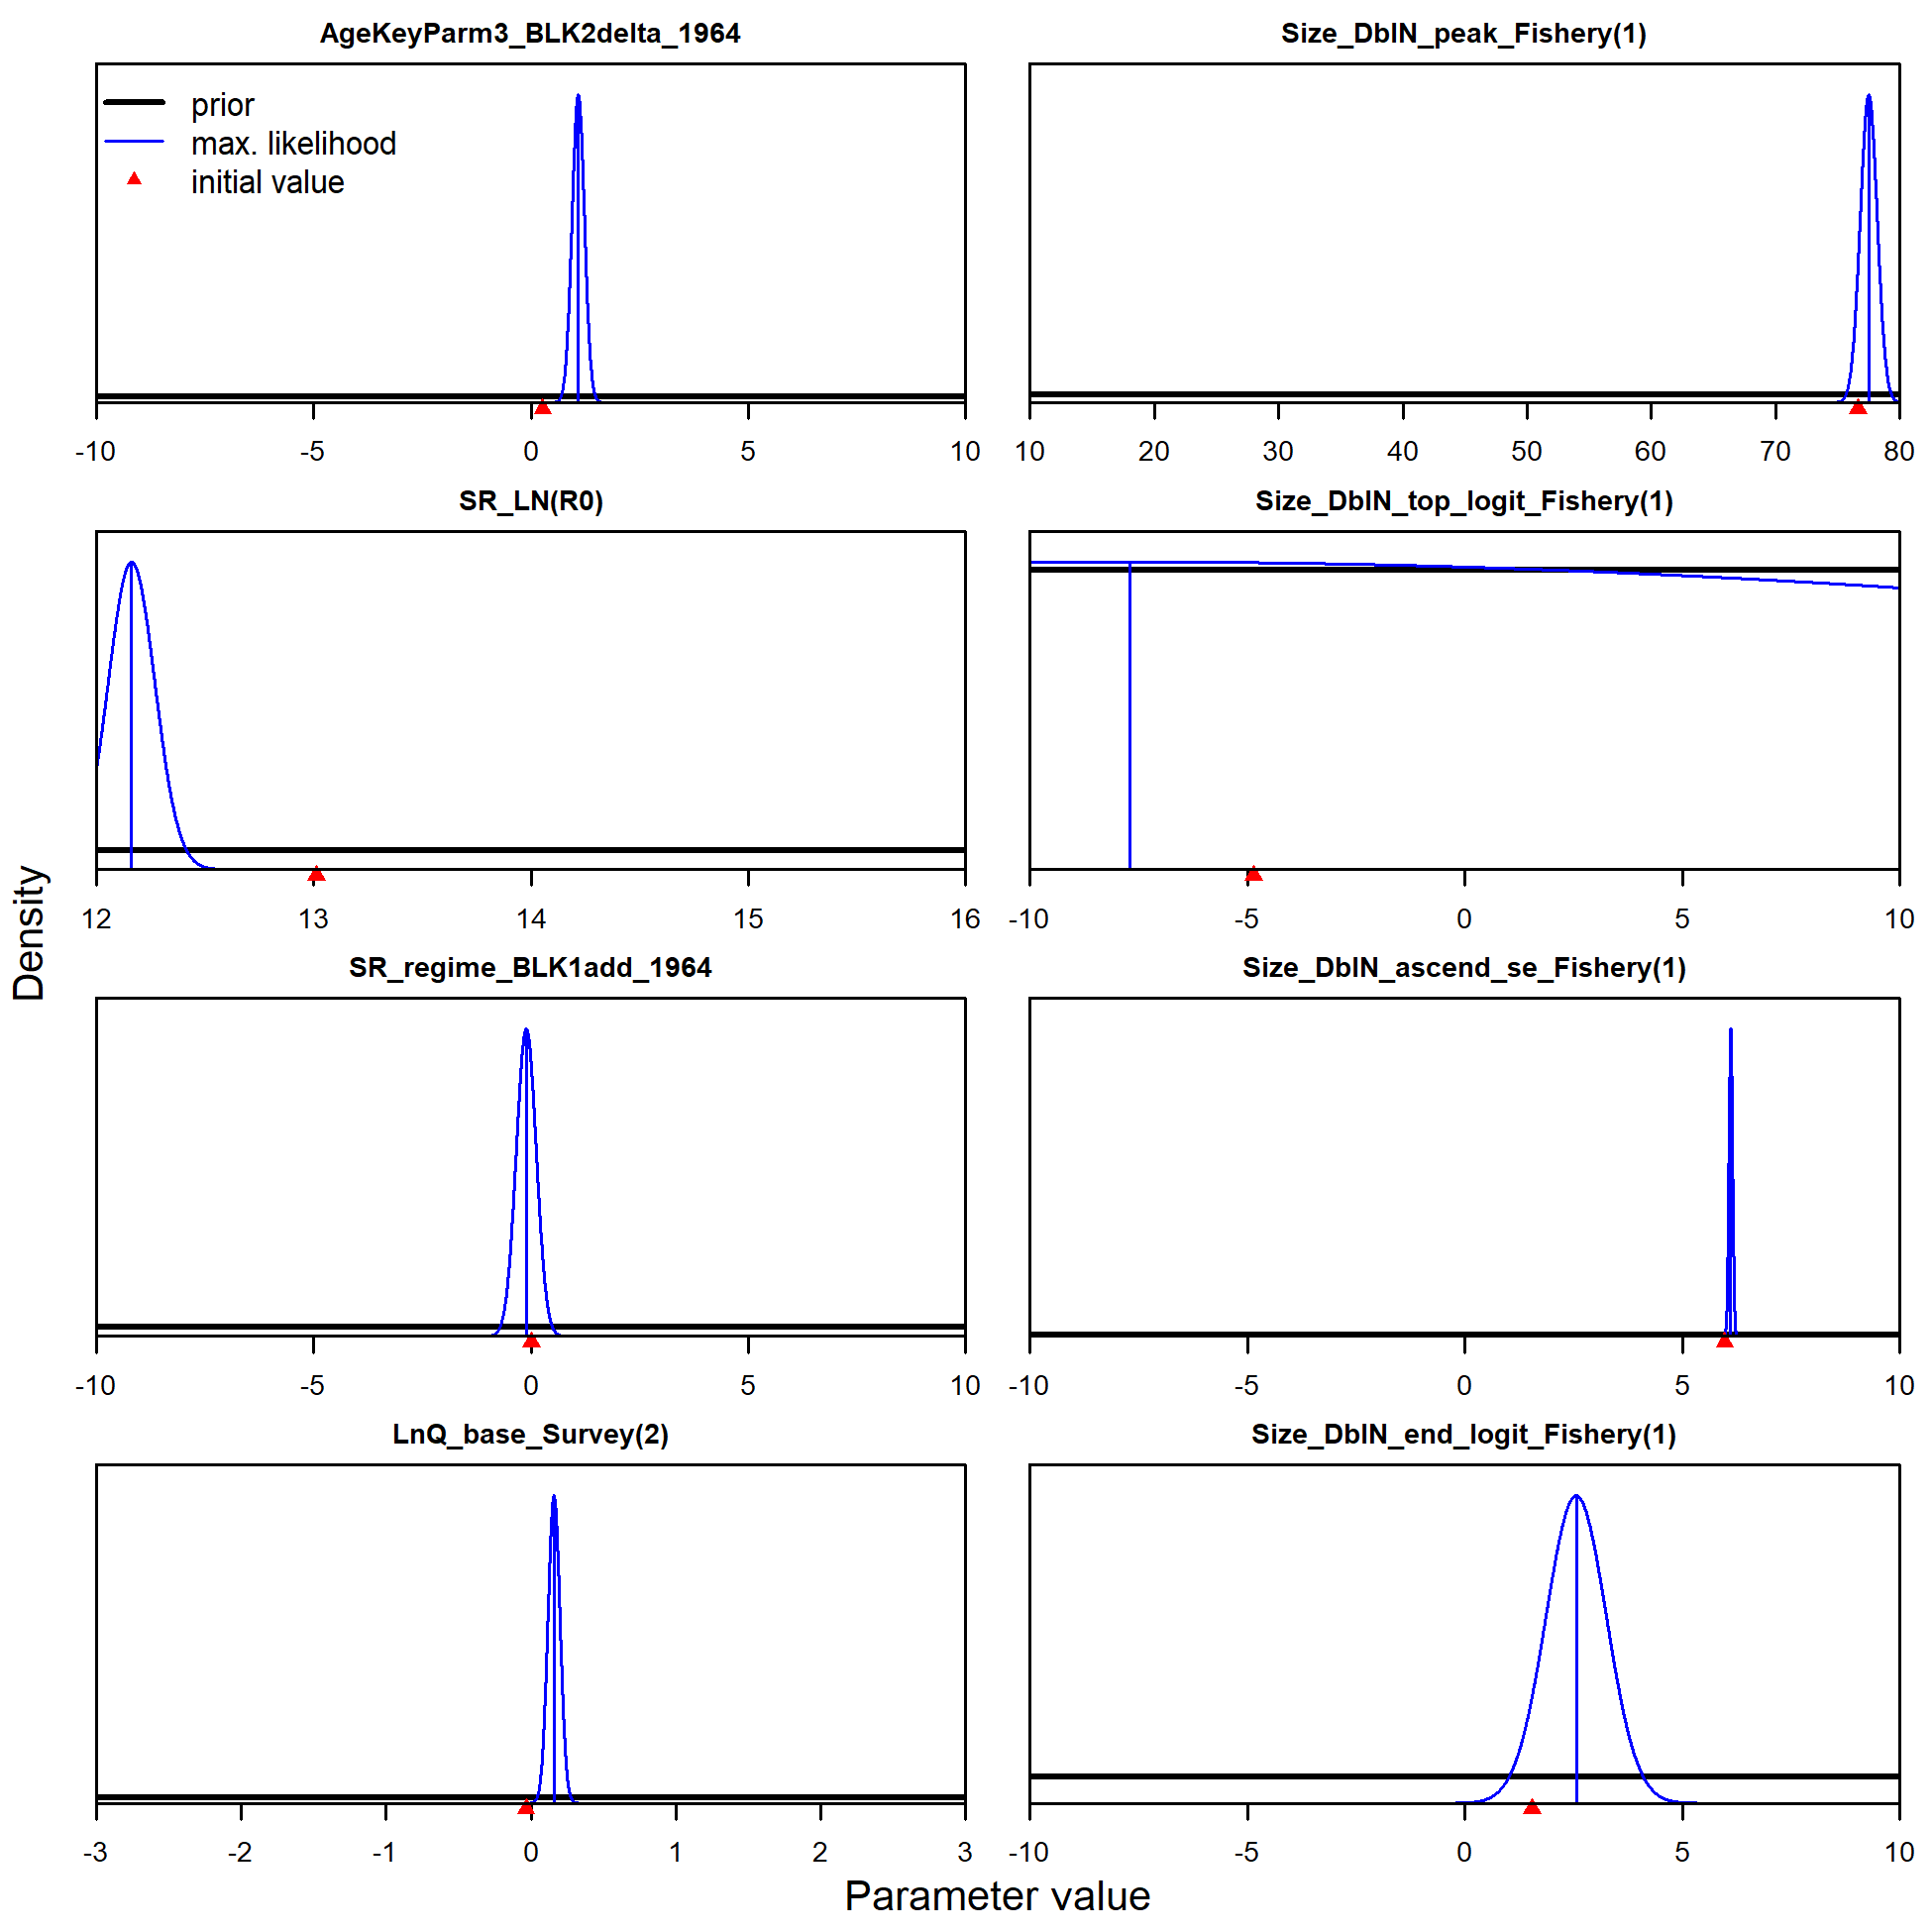 AgeKeyParm3_BLK2delta_1964
prior
max. likelihood
initial value
-10 -5 0 5 10
Size_DblN_peak_Fishery(1)
10 20 30 40 50 60 70 80
SR_LN(R0)
12 13 14 15 16
Size_DblN_top_logit_Fishery(1)
-10 -5 0 5 10
SR_regime_BLK1add_1964
-10 -5 0 5 10
Size_DblN_ascend_se_Fishery(1)
-10 -5 0 5 10
LnQ_base_Survey(2)
-3 -2 -1 0 1 2 3
Size_DblN_end_logit_Fishery(1)
-10 -5 0 5 10
Density
Parameter value